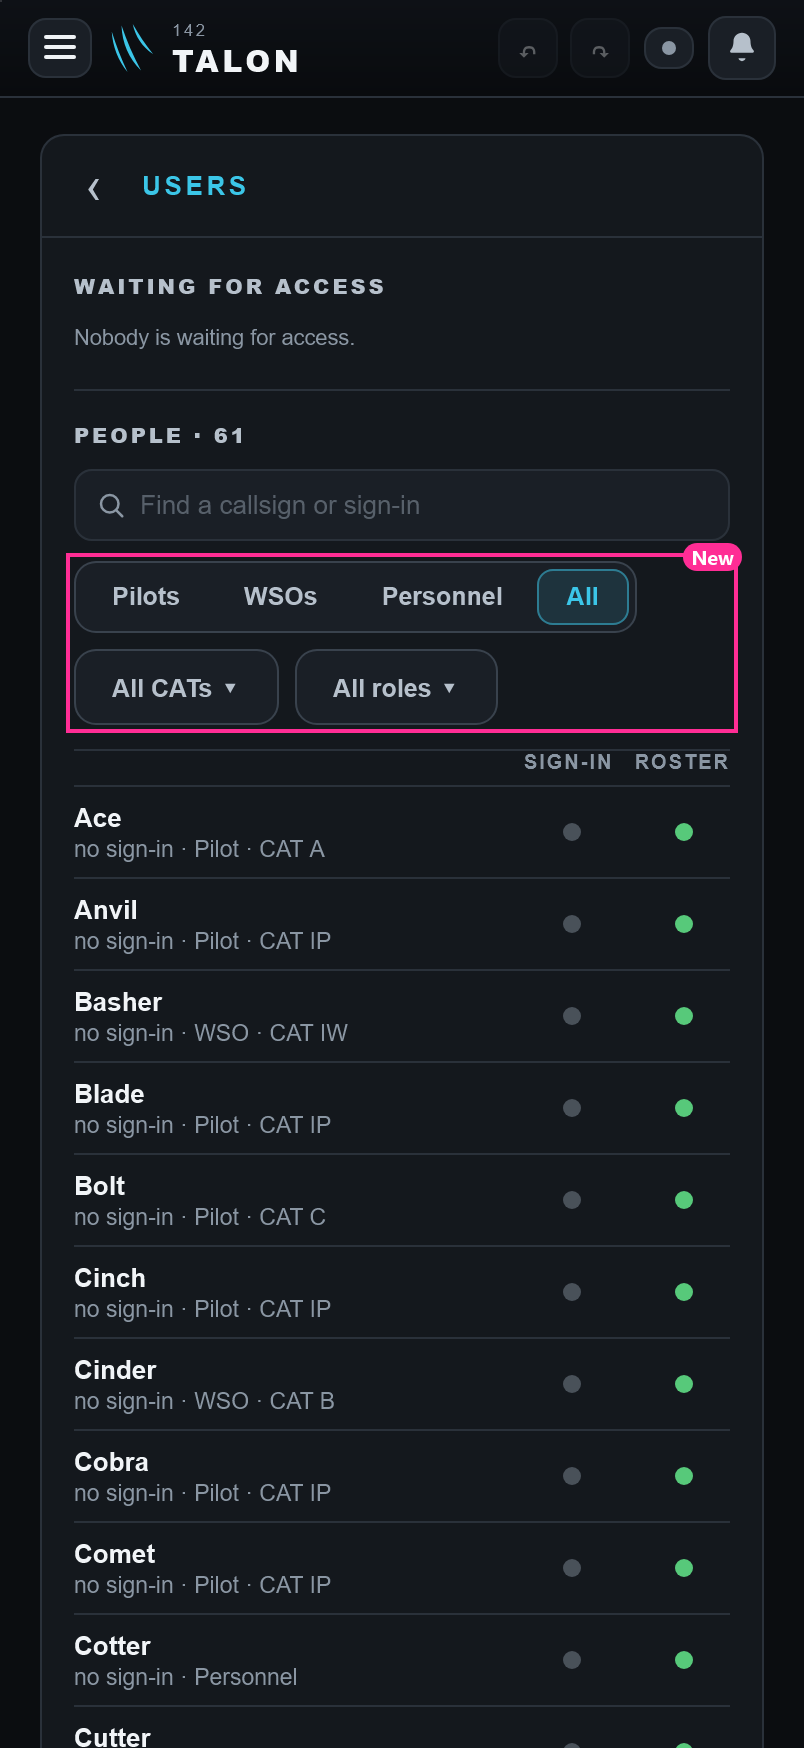 142
TALON
USERS
WAITING FOR ACCESS
Nobody is waiting for access.
PEOPLE · 61
Find a callsign or sign-in
New
Pilots WSOs Personnel All
All CATs ▼ All roles ▼
SIGN-IN ROSTER
Ace
no sign-in · Pilot · CAT A
Anvil
no sign-in · Pilot · CAT IP
Basher
no sign-in · WSO · CAT IW
Blade
no sign-in · Pilot · CAT IP
Bolt
no sign-in · Pilot · CAT C
Cinch
no sign-in · Pilot · CAT IP
Cinder
no sign-in · WSO · CAT B
Cobra
no sign-in · Pilot · CAT IP
Comet
no sign-in · Pilot · CAT IP
Cotter
no sign-in · Personnel
Cutter